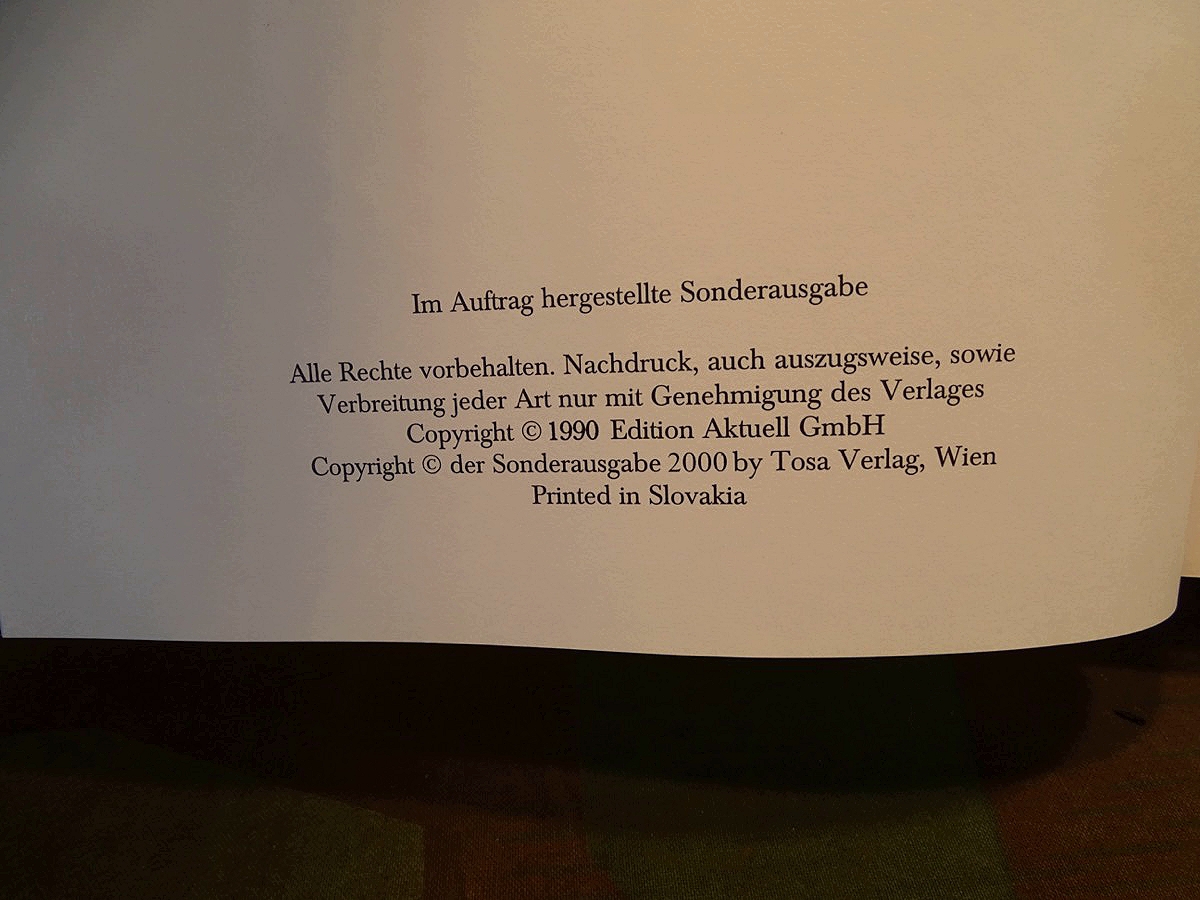 Im Auftrag hergestellte Sonderausgabe
Alle Rechte vorbehalten. Nachdruck, auch auszugsweise, sowie
Verbreitung jeder Art nur mit Genehmigung des Verlages
Copyright © 1990 Edition Aktuell GmbH
Copyright © der Sonderausgabe 2000 by Tosa Verlag, Wien
Printed in Slovakia